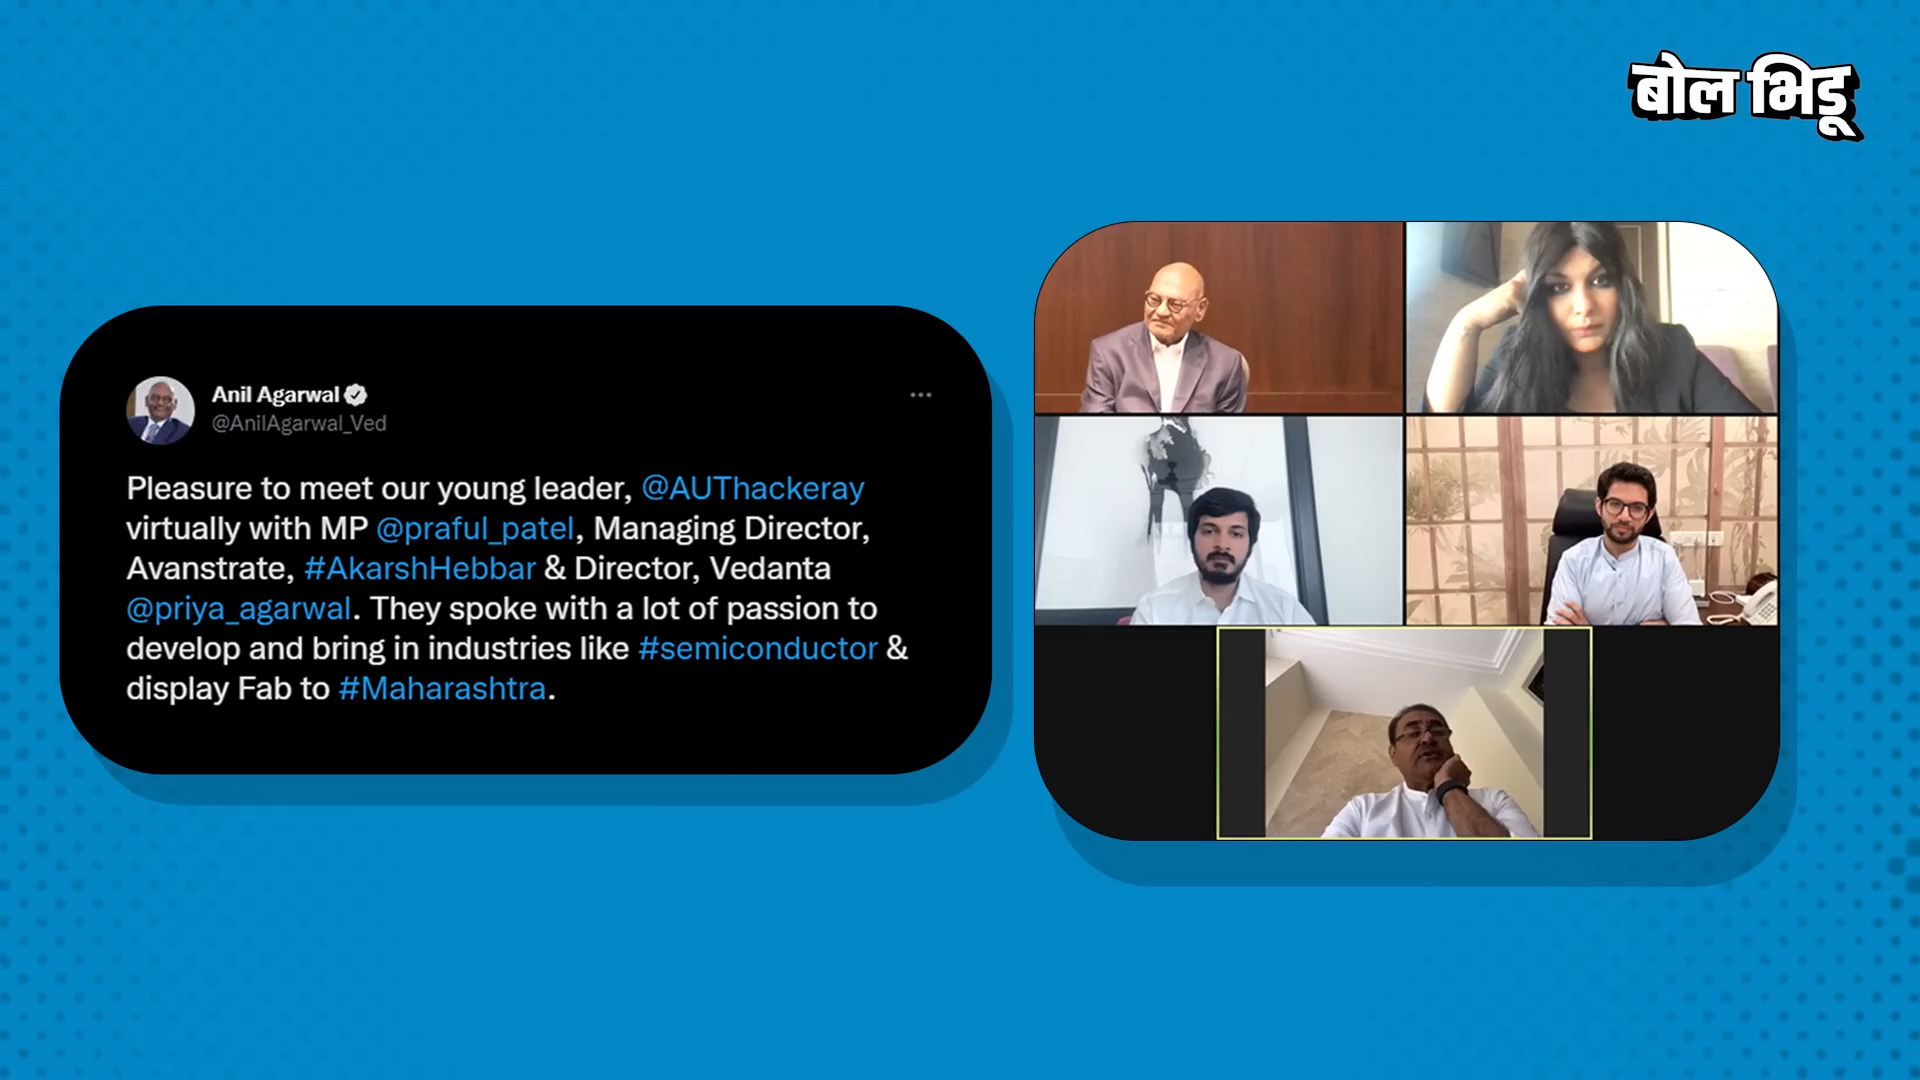 बोल भिडू
Anil Agarwal
@AnilAgarwal_Ved
Pleasure to meet our young leader, @AUThackeray
virtually with MP @praful_patel, Managing Director,
Avanstrate, #AkarshHebbar & Director, Vedanta
@priya_agarwal. They spoke with a lot of passion to
develop and bring in industries like #semiconductor &
display Fab to #Maharashtra.